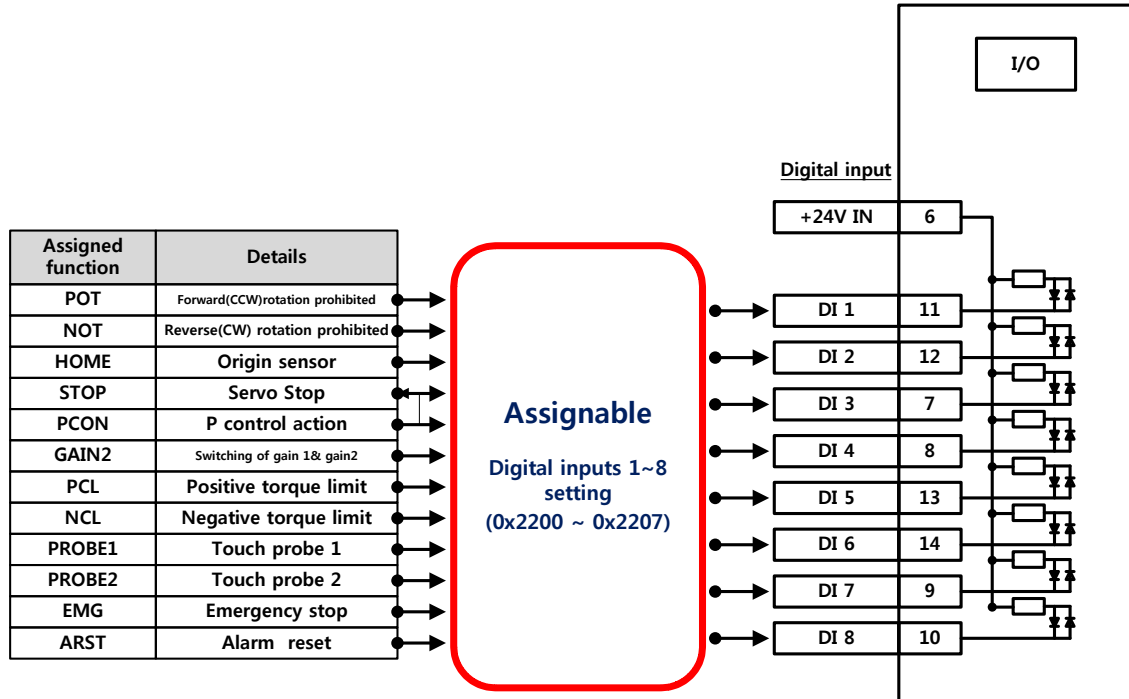 I/O
Digital input
+24V IN 6
Assigned function Details
POT Forward(CCW)rotation prohibited
NOT Reverse(CW) rotation prohibited
HOME Origin sensor
STOP Servo Stop
PCON P control action
GAIN2 Switching of gain 1& gain2
PCL Positive torque limit
NCL Negative torque limit
PROBE1 Touch probe 1
PROBE2 Touch probe 2
EMG Emergency stop
ARST Alarm reset
Assignable
Digital inputs 1~8
setting
(0x2200 ~ 0x2207)
DI 1 11
DI 2 12
DI 3 7
DI 4 8
DI 5 13
DI 6 14
DI 7 9
DI 8 10